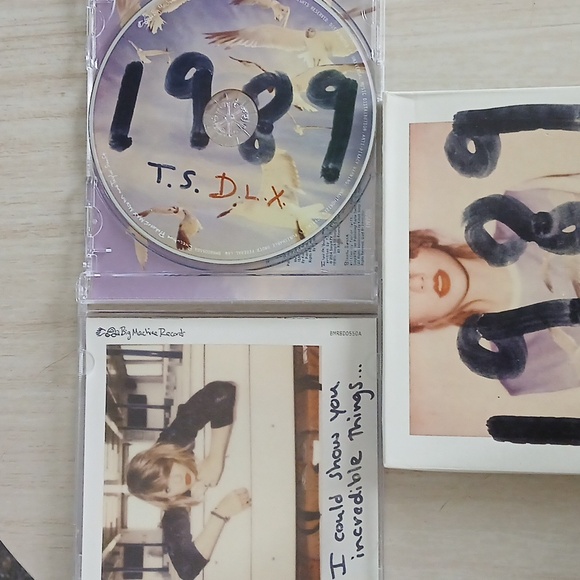 1989
T.S. D.L.X.
Big Machine Records
BMRBD0550A
I could show you
incredible things...
1989